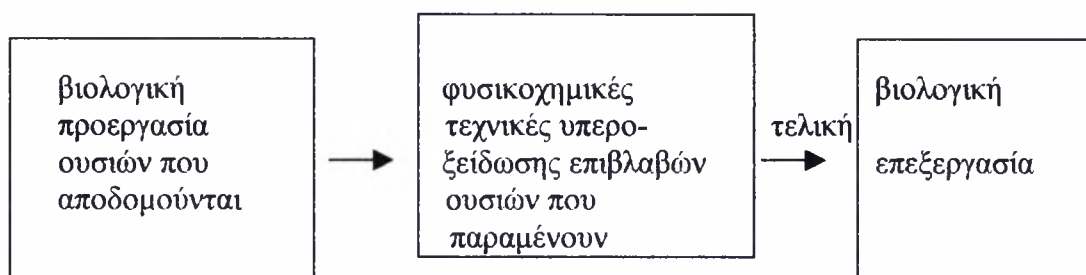 βιολογική
προεργασία
ουσιών που
αποδομούνται
φυσικοχημικές
τεχνικές υπερο-
ξείδωσης επιβλαβών
ουσιών που
παραμένουν
τελική
βιολογική
επεξεργασία